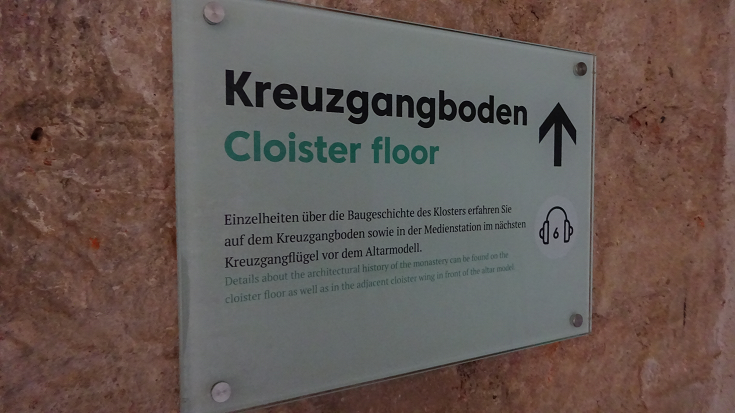 Kreuzgangboden
Cloister floor
Einzelheiten über die Baugeschichte des Klosters erfahren Sie
auf dem Kreuzgangboden sowie in der Medienstation im nächsten
Kreuzgangflügel vor dem Altarmodell.
Details about the architectural history of the monastery can be found on the
cloister floor as well as in the adjacent cloister wing in front of the altar model.
6